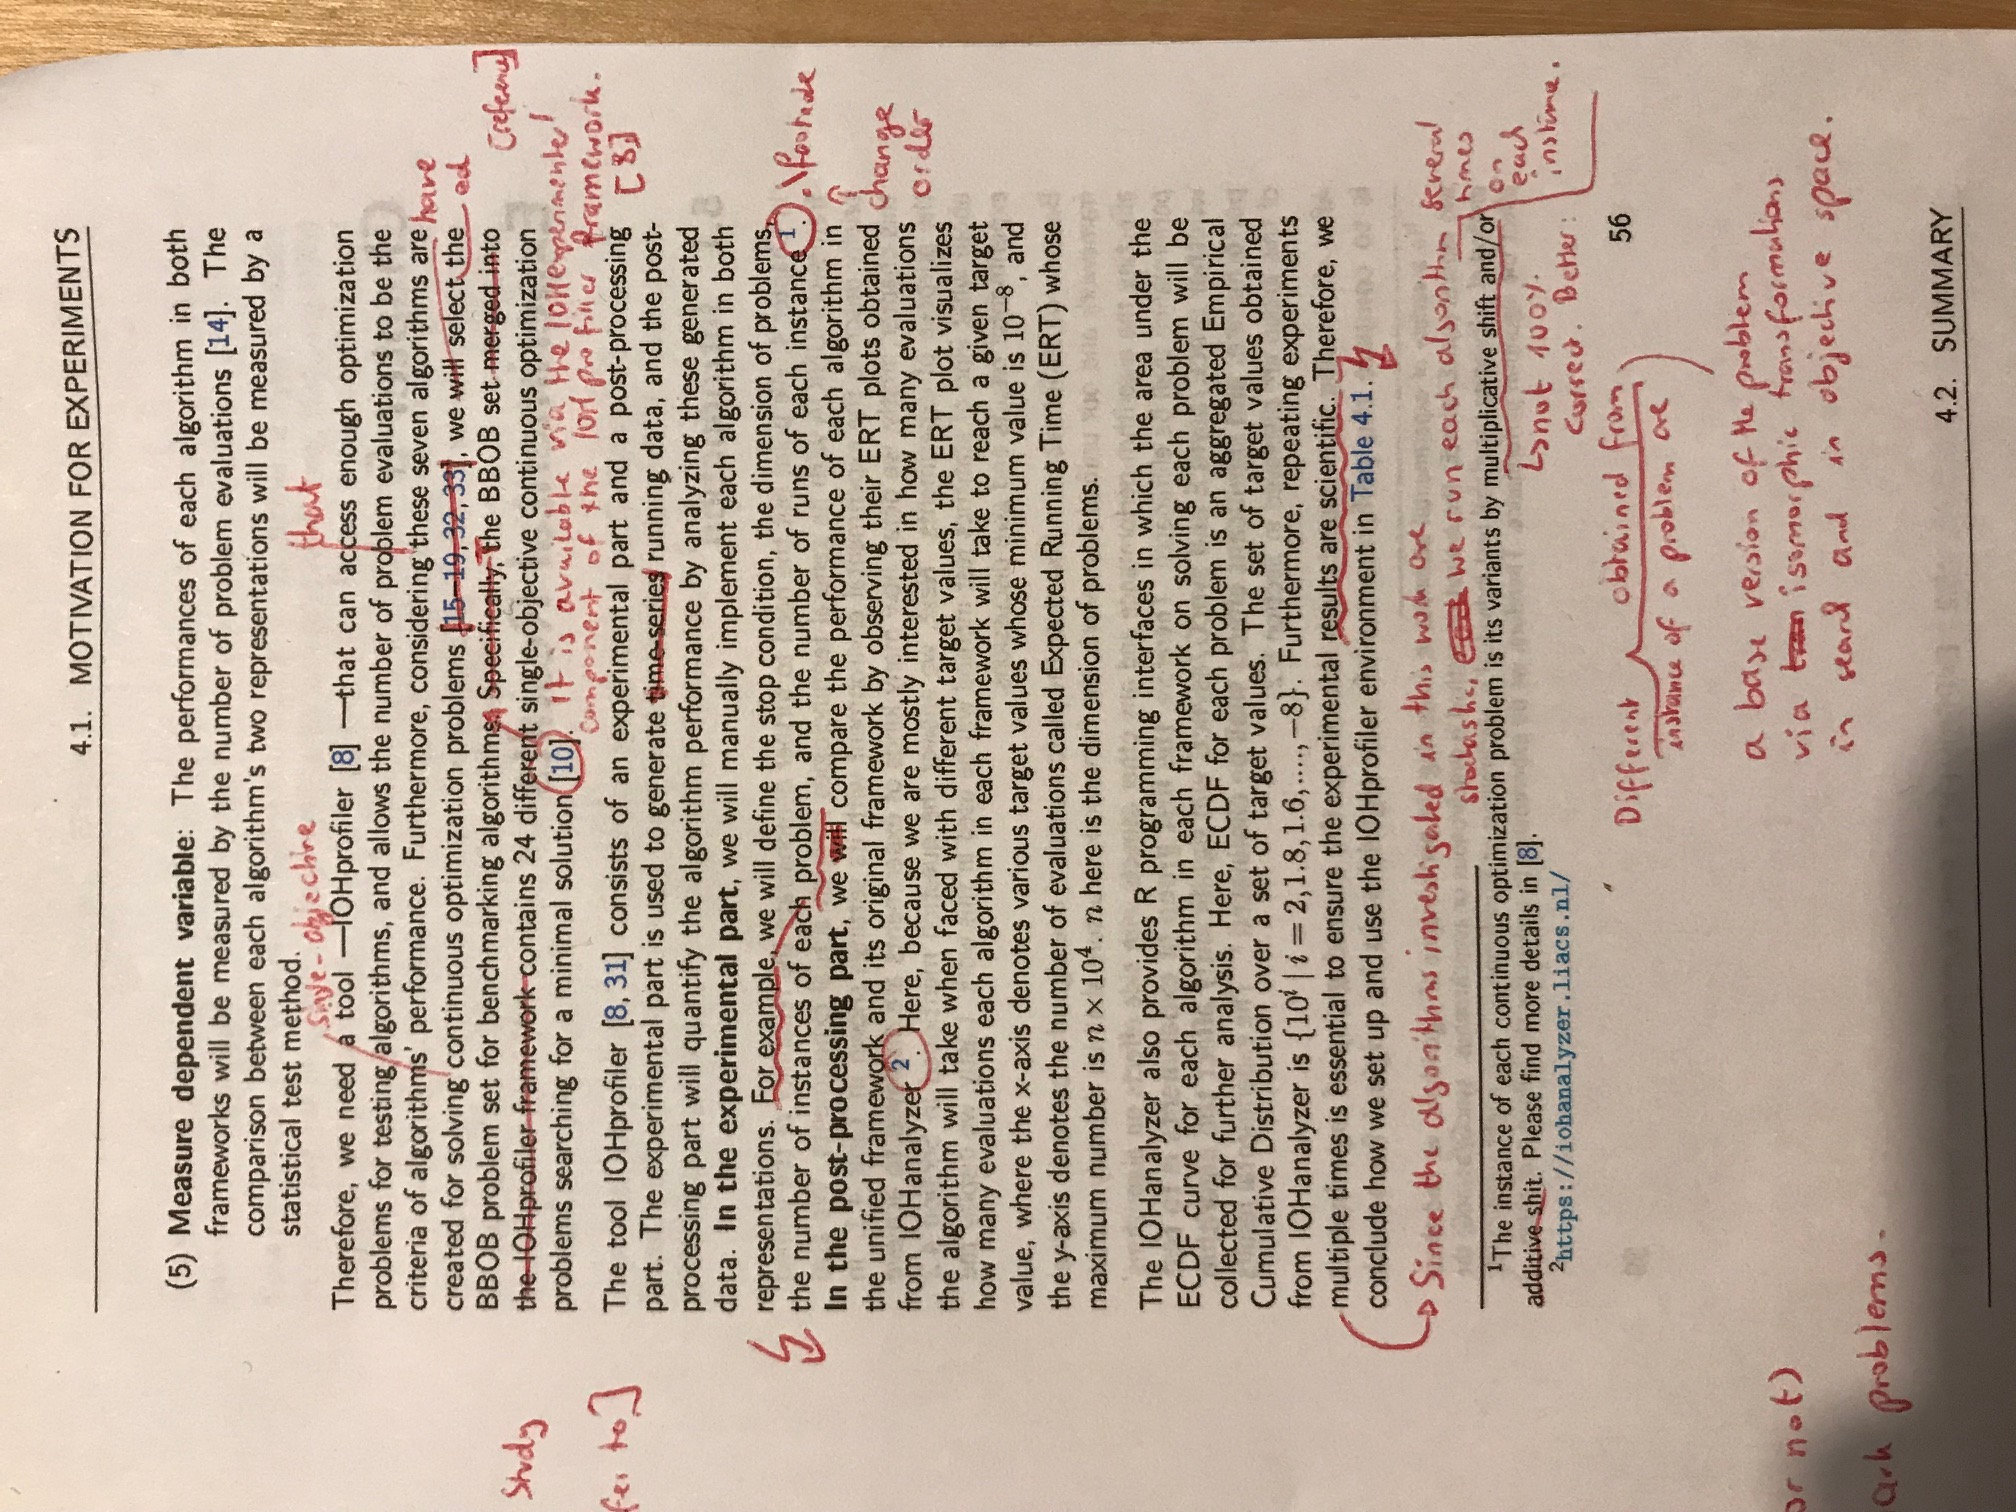 4.1. MOTIVATION FOR EXPERIMENTS
(5) Measure dependent variable: The performances of each algorithm in both
frameworks will be measured by the number of problem evaluations [14]. The
comparison between each algorithm's two representations will be measured by a
statistical test method.
single-objective
that
Therefore, we need a tool —IOHprofiler [8] —that can access enough optimization
problems for testing algorithms, and allows the number of problem evaluations to be the
criteria of algorithms' performance. Furthermore, considering these seven algorithms are
have
created for solving continuous optimization problems [15–19, 32, 33], we will select the
ed
BBOB problem set for benchmarking algorithms. Specifically, The BBOB set merged into
[reference]
Study
the IOHprofiler framework contains 24 different single-objective continuous optimization
problems searching for a minimal solution [10].
It is available via the IOHexperimenter
component of the IOHprofiler framework.
[8]
fer to]
The tool IOHprofiler [8, 31] consists of an experimental part and a post-processing
part. The experimental part is used to generate time-series running data, and the post-
processing part will quantify the algorithm performance by analyzing these generated
data. In the experimental part, we will manually implement each algorithm in both
representations. For example, we will define the stop condition, the dimension of problems,
the number of instances of each problem, and the number of runs of each instance 1.
.\footnote
change
order
In the post-processing part, we will compare the performance of each algorithm in
the unified framework and its original framework by observing their ERT plots obtained
from IOHanalyzer 2. Here, because we are mostly interested in how many evaluations
the algorithm will take when faced with different target values, the ERT plot visualizes
how many evaluations each algorithm in each framework will take to reach a given target
value, where the x-axis denotes various target values whose minimum value is 10−8, and
the y-axis denotes the number of evaluations called Expected Running Time (ERT) whose
maximum number is n × 104. n here is the dimension of problems.
The IOHanalyzer also provides R programming interfaces in which the area under the
ECDF curve for each algorithm in each framework on solving each problem will be
collected for further analysis. Here, ECDF for each problem is an aggregated Empirical
Cumulative Distribution over a set of target values. The set of target values obtained
from IOHanalyzer is {10i | i = 2,1.8,1.6,....,−8}. Furthermore, repeating experiments
multiple times is essential to ensure the experimental results are scientific. Therefore, we
conclude how we set up and use the IOHprofiler environment in Table 4.1.
Since the algorithms investigated in this work are
stochastic, we run each algorithm several
times
on
each
instance.
1The instance of each continuous optimization problem is its variants by multiplicative shift and/or
additive shit. Please find more details in [8].
2https://iohanalyzer.liacs.nl/
not 100%
correct. Better:
56
Different obtained from
instance of a problem are
a base version of the problem
via isomorphic transformations
in search and in objective space.
or not)
ark problems.
4.2. SUMMARY